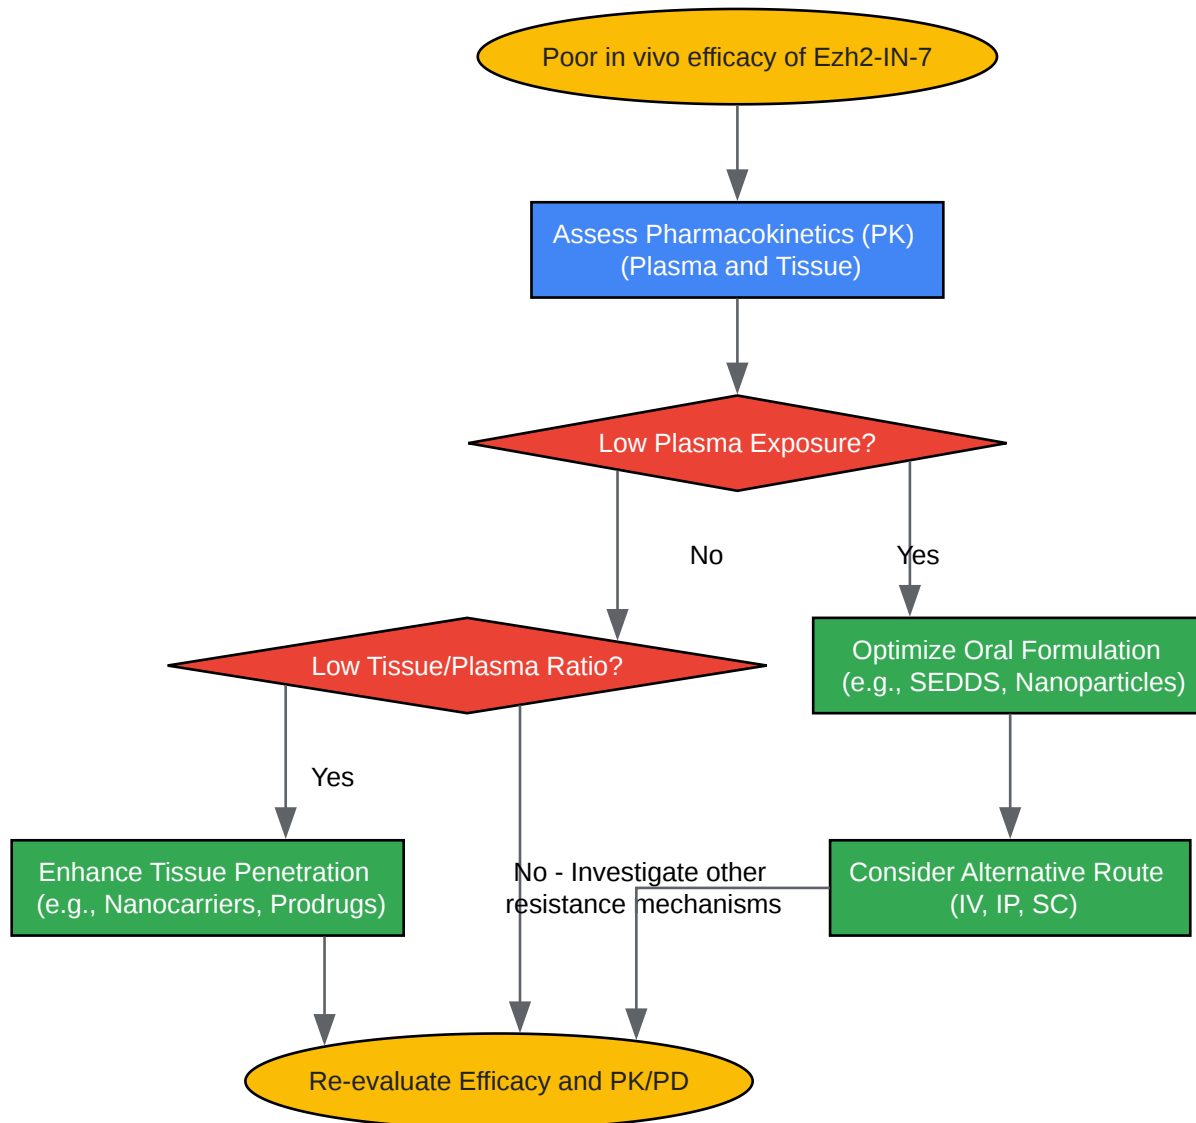 Poor in vivo efficacy of Ezh2-IN-7
Assess Pharmacokinetics (PK)
(Plasma and Tissue)
Low Plasma Exposure?
No
Yes
Low Tissue/Plasma Ratio?
Optimize Oral Formulation
(e.g., SEDDS, Nanoparticles)
Yes
Enhance Tissue Penetration
(e.g., Nanocarriers, Prodrugs)
No - Investigate other
resistance mechanisms
Consider Alternative Route
(IV, IP, SC)
Re-evaluate Efficacy and PK/PD